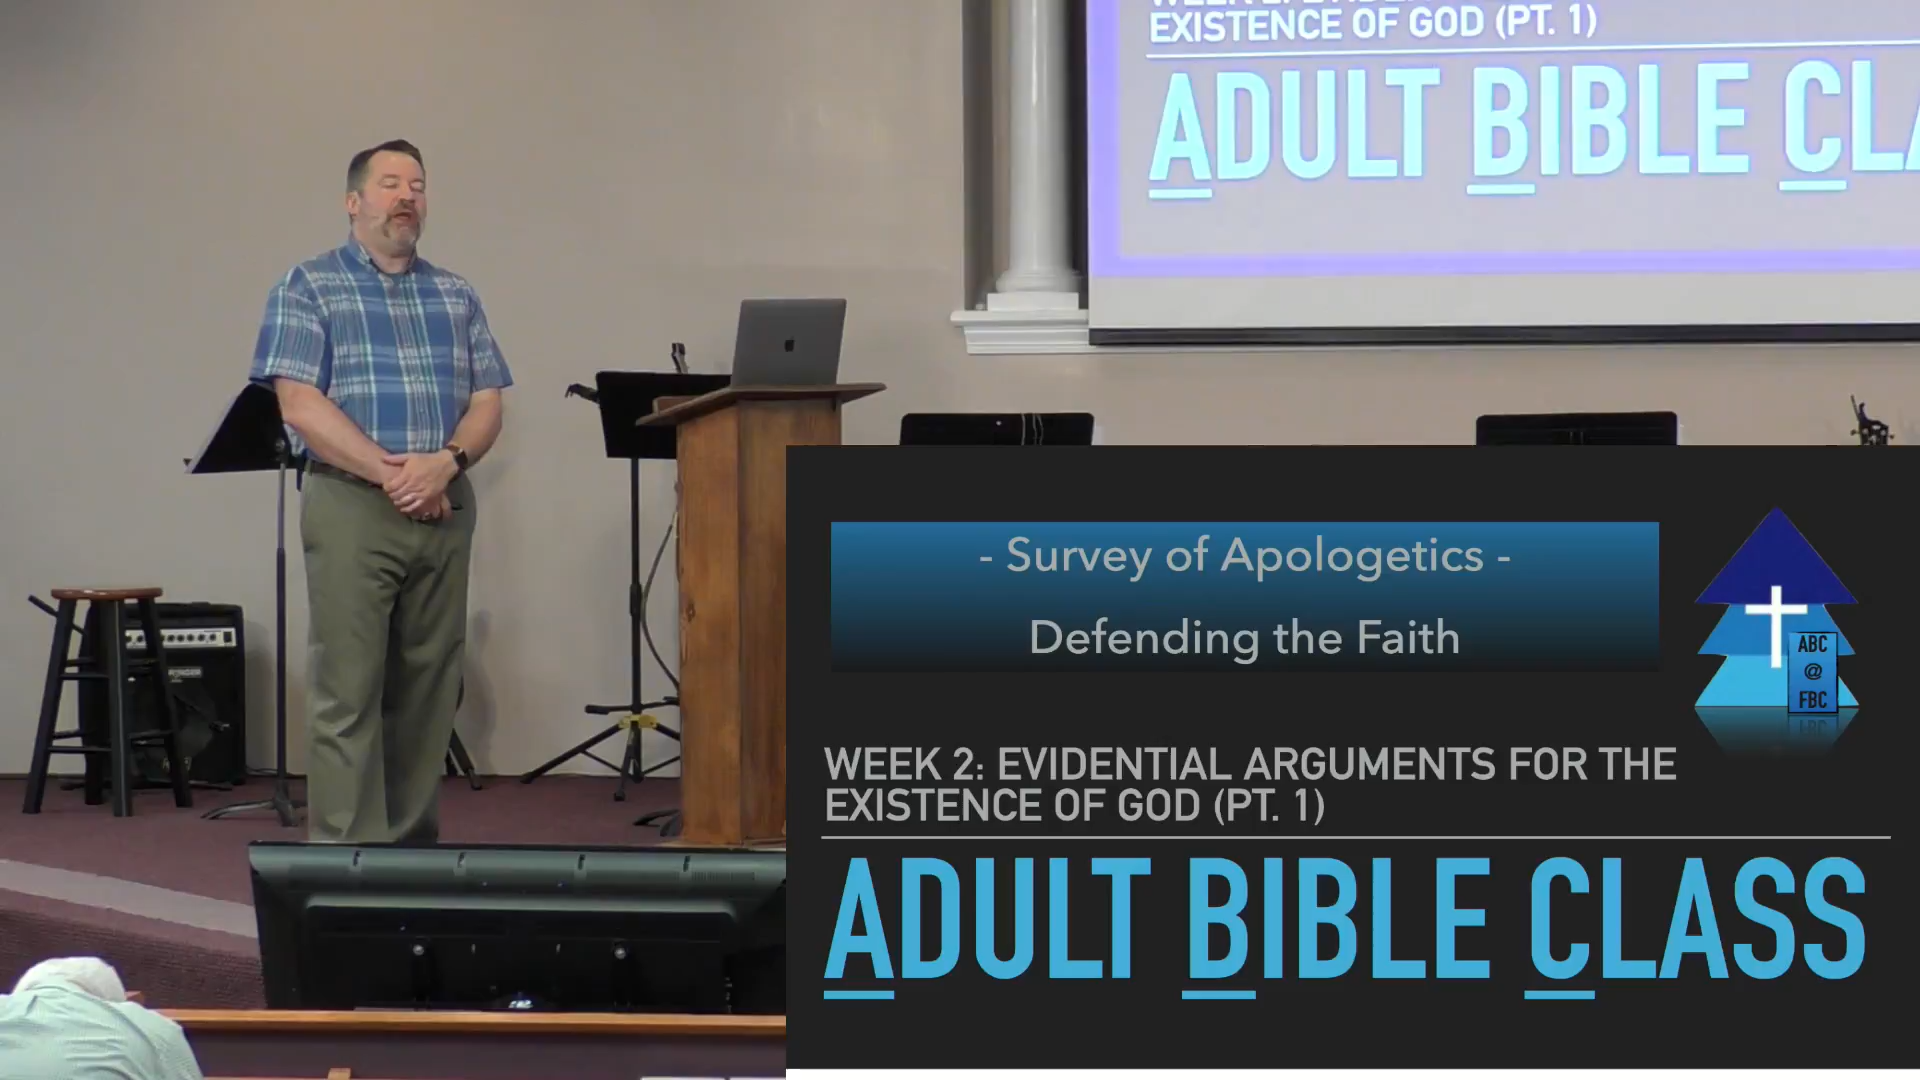 EXISTENCE OF GOD (PT. 1)
ADULT BIBLE CLA
- Survey of Apologetics -
Defending the Faith
ABC
@
FBC
WEEK 2: EVIDENTIAL ARGUMENTS FOR THE
EXISTENCE OF GOD (PT. 1)
ADULT BIBLE CLASS